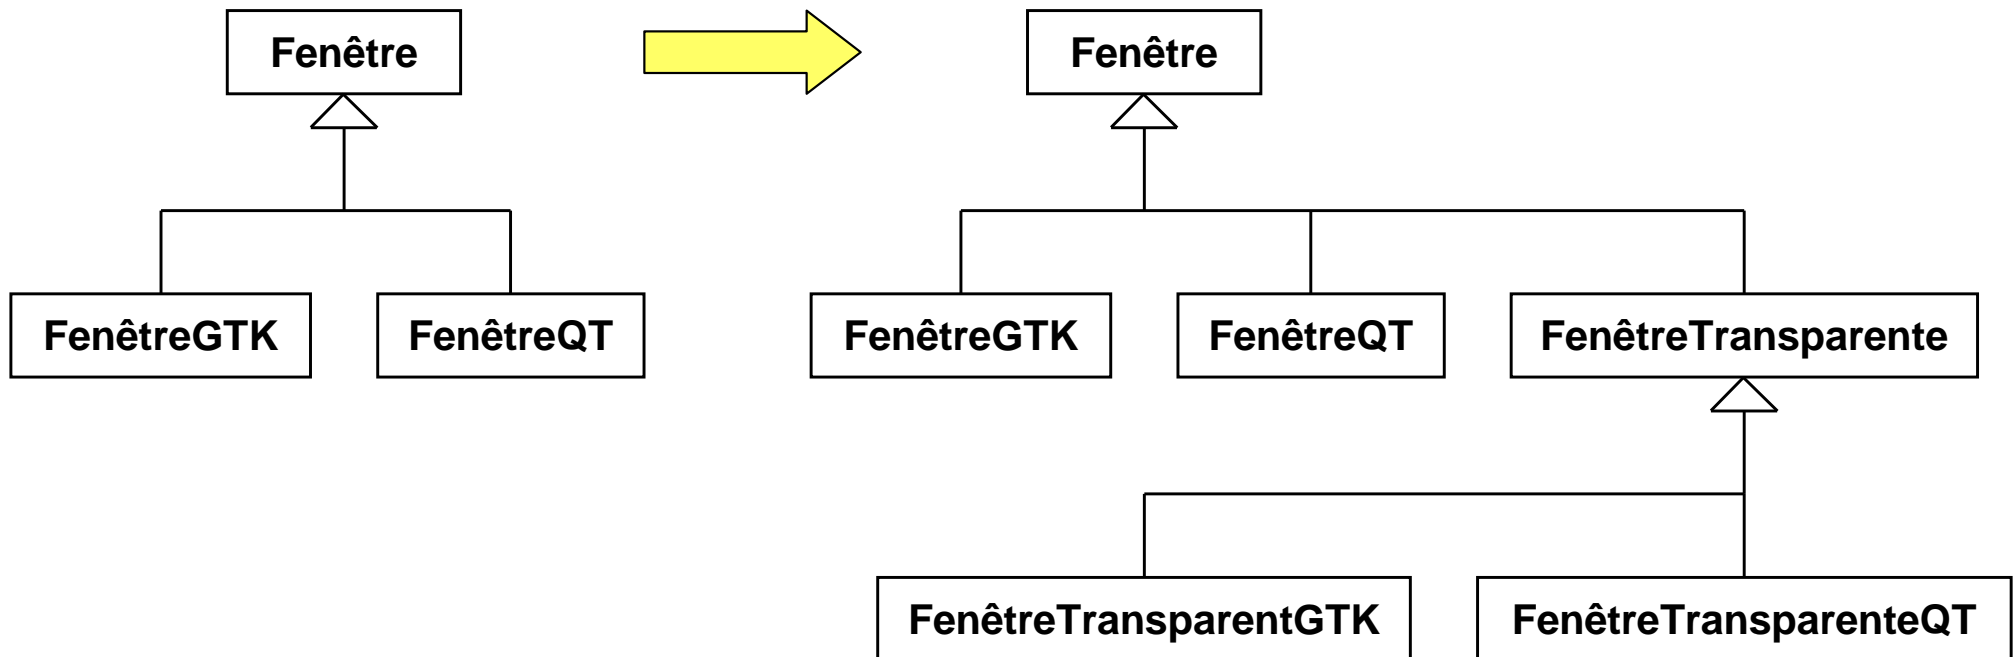 Fenêtre
Fenêtre
FenêtreGTK
FenêtreQT
FenêtreGTK
FenêtreQT
FenêtreTransparente
FenêtreTransparentGTK
FenêtreTransparenteQT